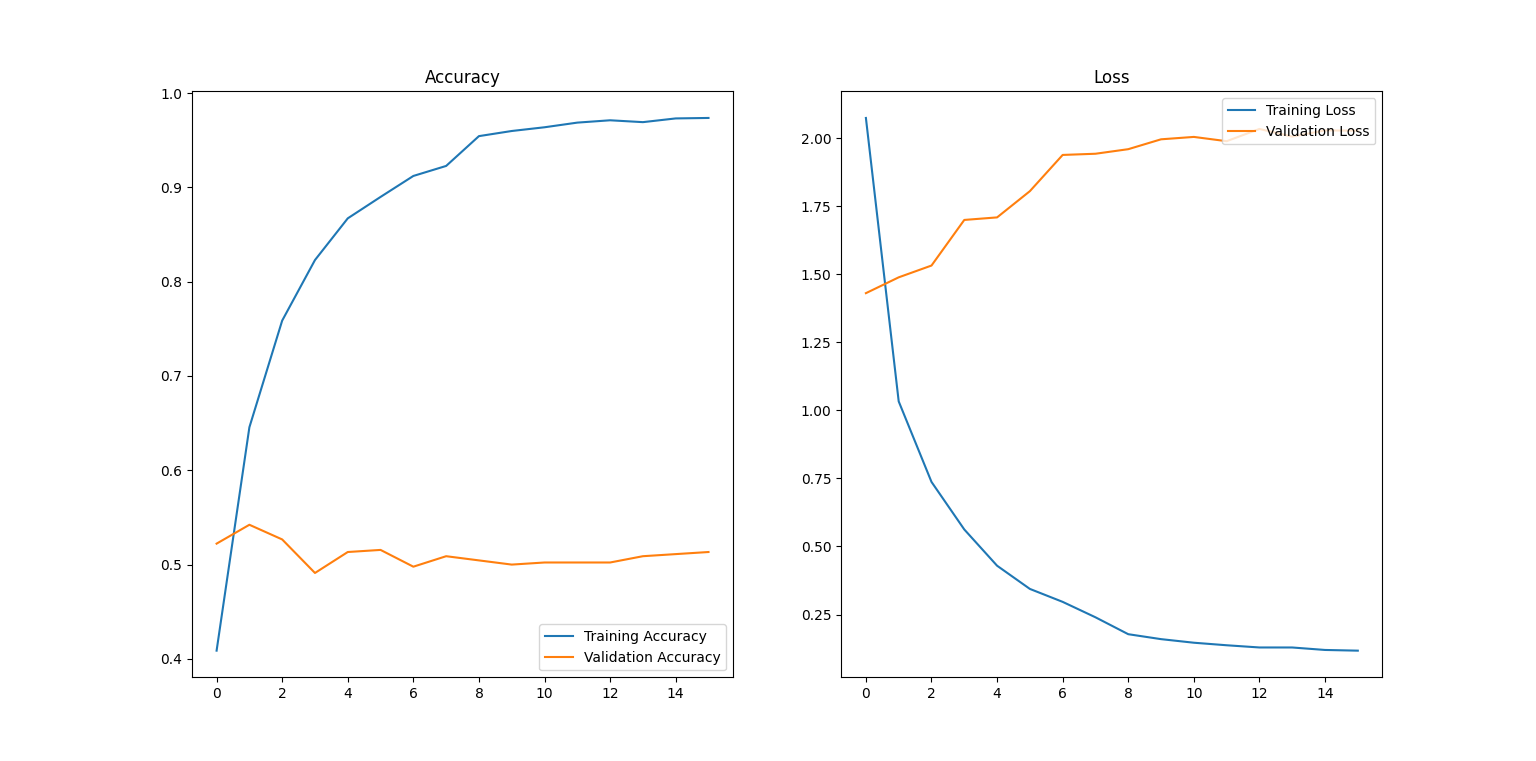 Accuracy
1.0
0.9
0.8
0.7
0.6
0.5
0.4
0 2 4 6 8 10 12 14
Training Accuracy
Validation Accuracy
Loss
2.00
1.75
1.50
1.25
1.00
0.75
0.50
0.25
0 2 4 6 8 10 12 14
Training Loss
Validation Loss